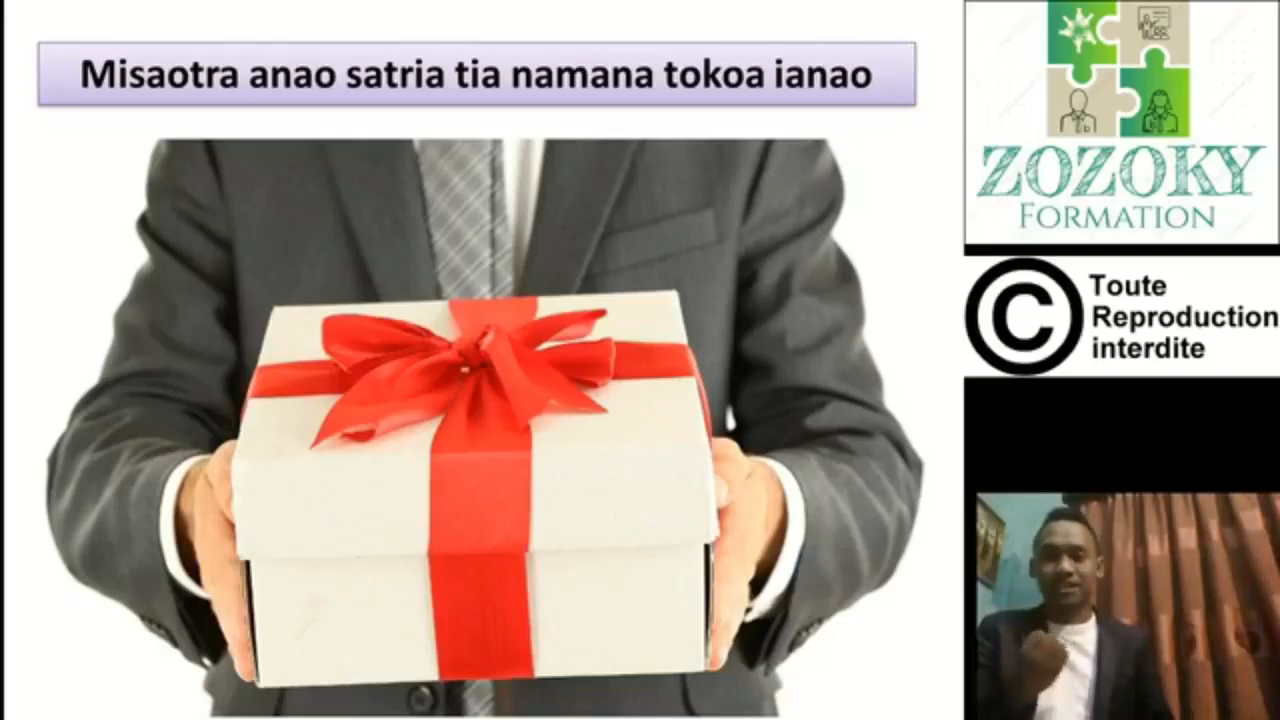 Misaotra anao satria tia namana tokoa ianao
ZOZOKY
FORMATION
C
Toute
Reproduction
interdite